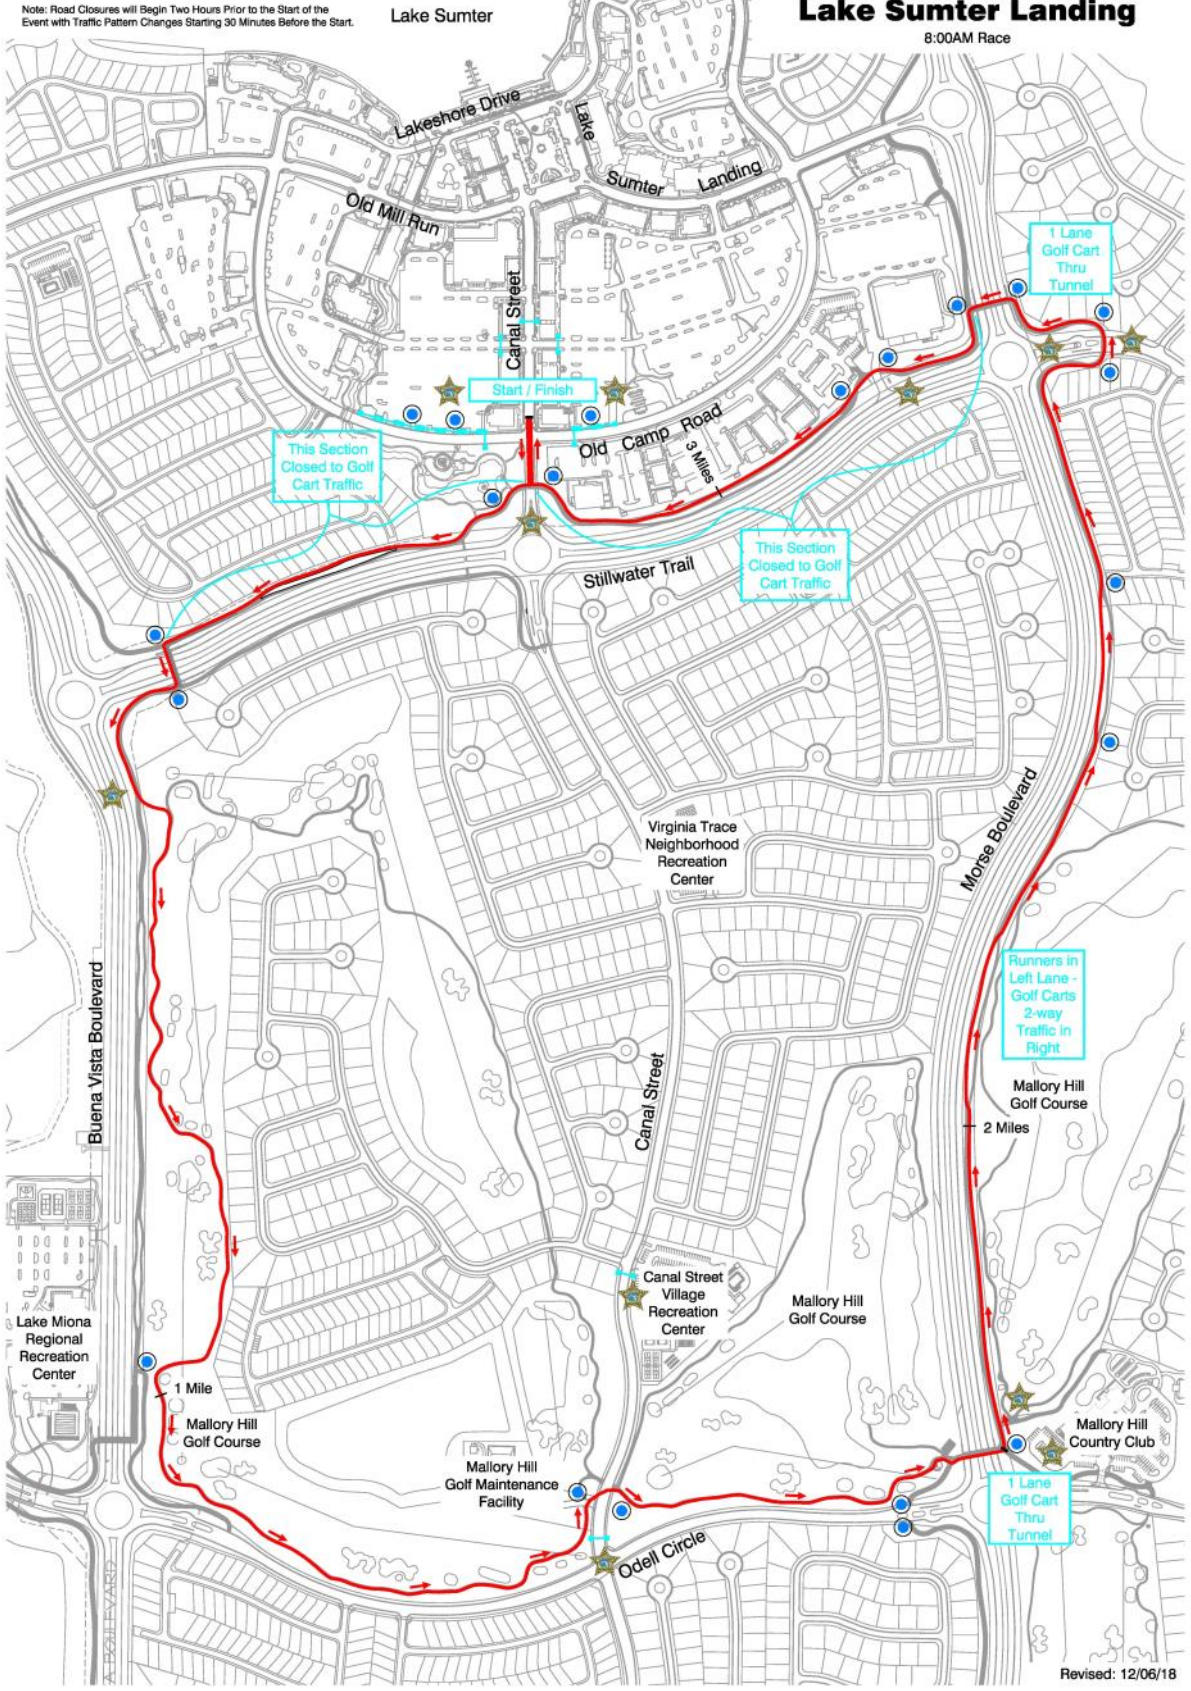 Note: Road Closures will Begin Two Hours Prior to the Start of the
Event with Traffic Pattern Changes Starting 30 Minutes Before the Start.
Lake Sumter
Lake Sumter Landing
8:00AM Race
Lakeshore Drive
Lake
Sumter
Landing
Old Mill Run
Canal Street
1 Lane
Golf Cart
Thru
Tunnel
Start / Finish
Old Camp Road
3 Miles
This Section
Closed to Golf
Cart Traffic
This Section
Closed to Golf
Cart Traffic
Stillwater Trail
Virginia Trace
Neighborhood
Recreation
Center
Morse Boulevard
Buena Vista Boulevard
Runners in
Left Lane -
Golf Carts
2-way
Traffic in
Right
Mallory Hill
Golf Course
2 Miles
Canal Street
Canal Street
Village
Recreation
Center
Mallory Hill
Golf Course
Lake Miona
Regional
Recreation
Center
1 Mile
Mallory Hill
Golf Course
Mallory Hill
Golf Maintenance
Facility
Mallory Hill
Country Club
1 Lane
Golf Cart
Thru
Tunnel
Odell Circle
A BOULEVARD
Revised: 12/06/18